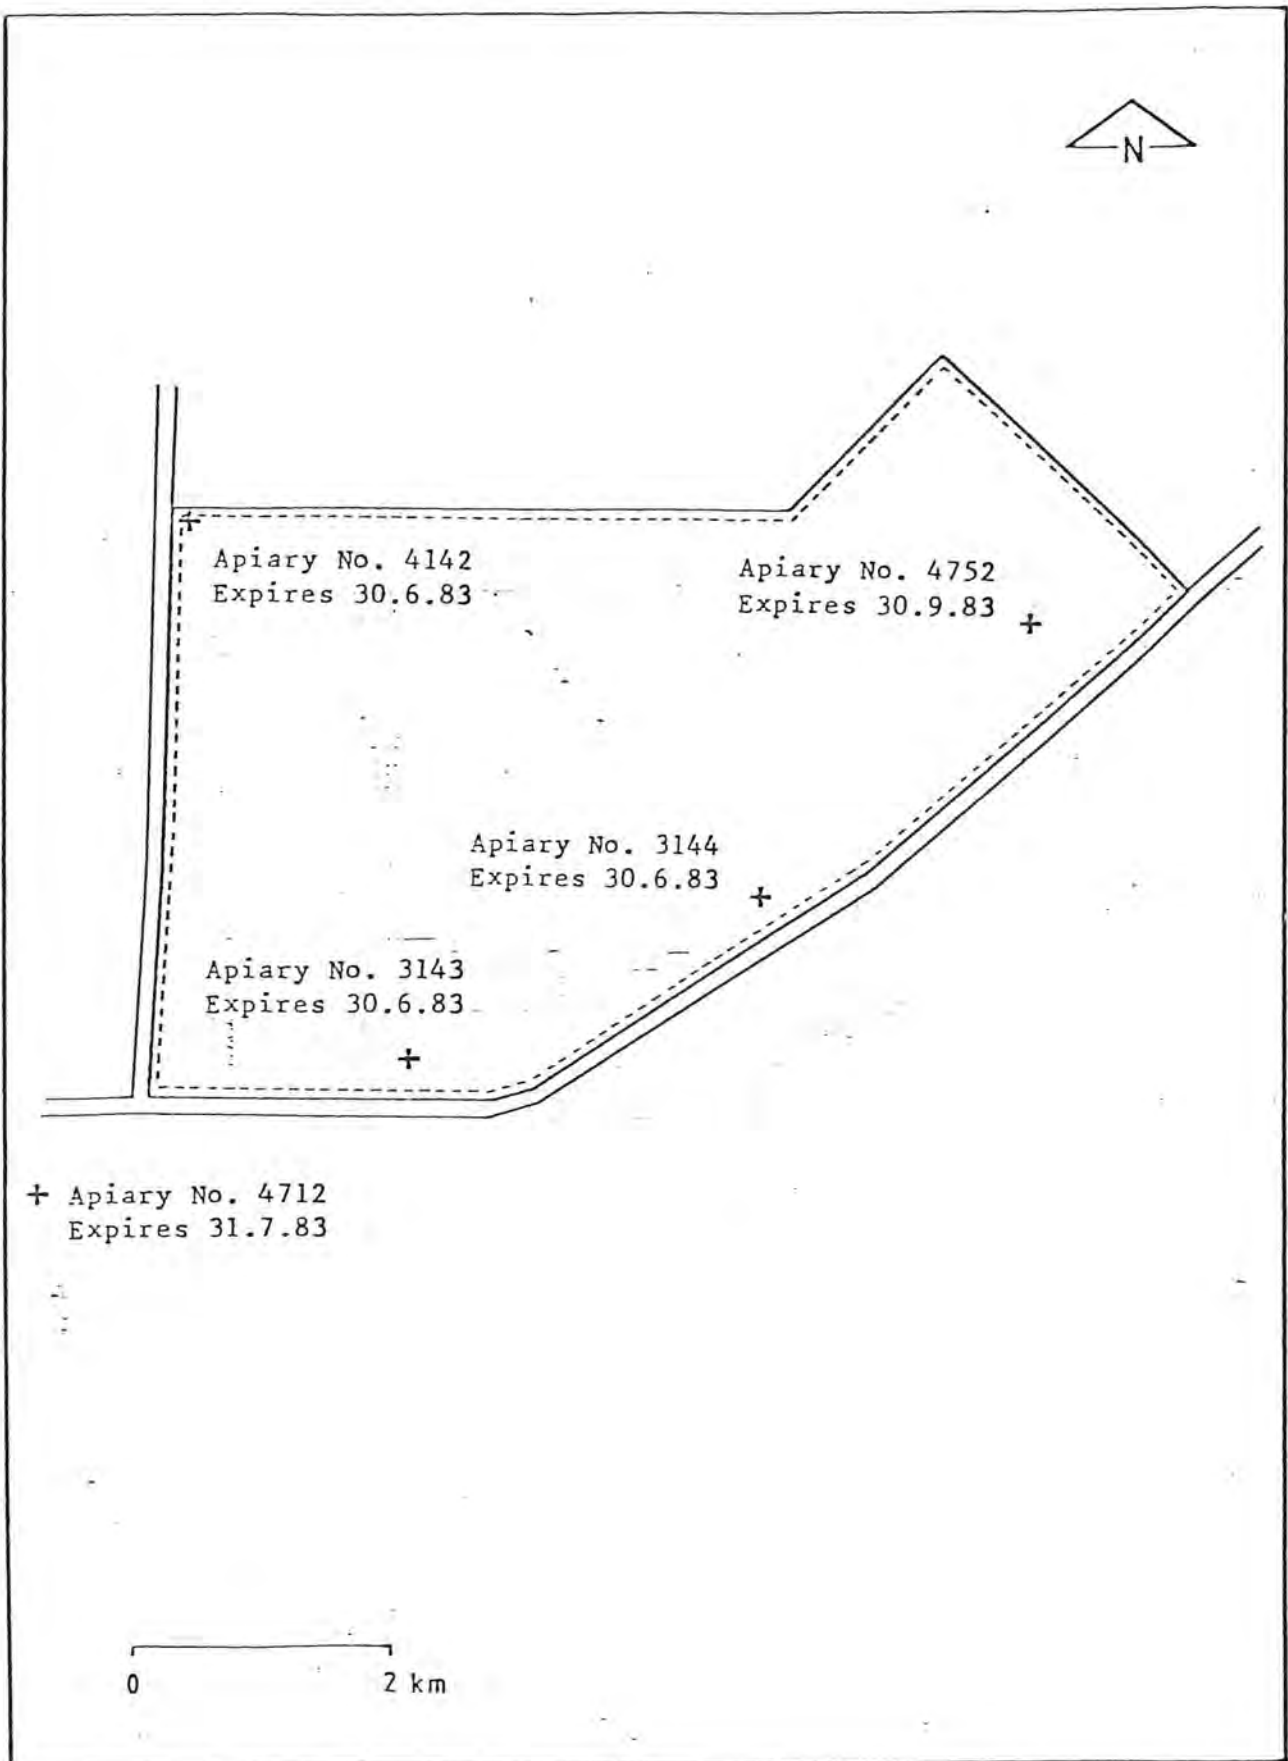 N
Apiary No. 4142
Expires 30.6.83
Apiary No. 4752
Expires 30.9.83
Apiary No. 3144
Expires 30.6.83
Apiary No. 3143
Expires 30.6.83
Apiary No. 4712
Expires 31.7.83
0
2 km